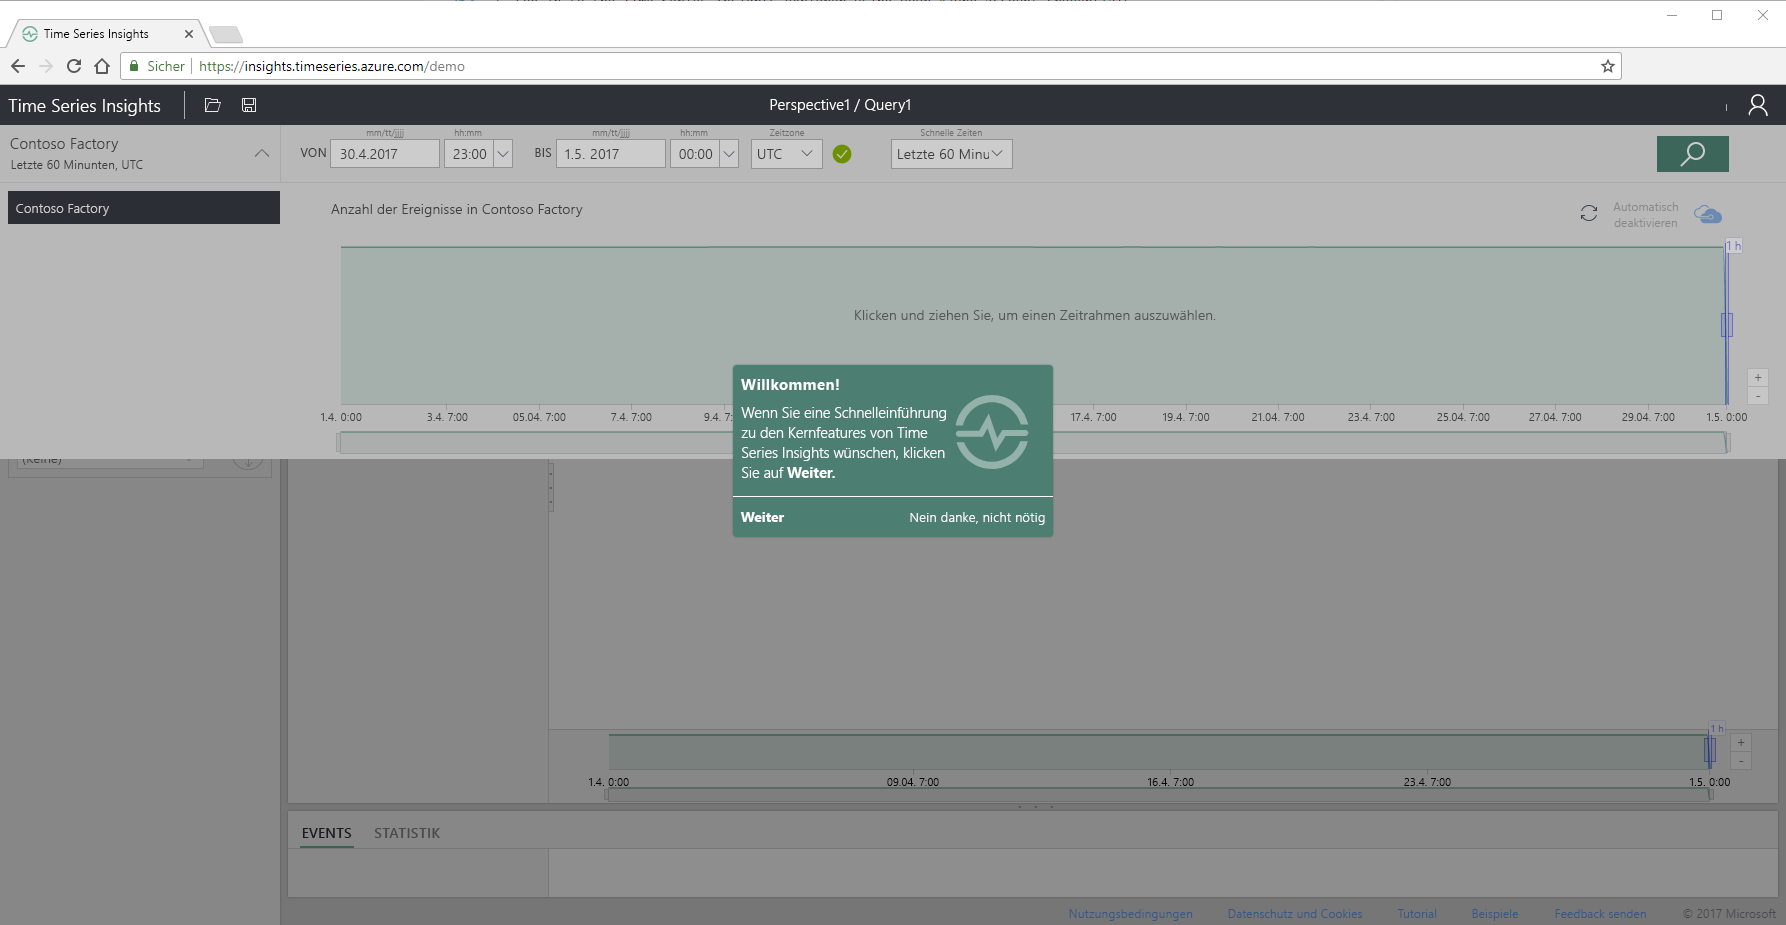 Time Series Insights
Sicher
https://insights.timeseries.azure.com/demo
Time Series Insights
Perspective1 / Query1
Contoso Factory
Letzte 60 Minunten, UTC
mm/tt/jjjj
hh:mm
mm/tt/jjjj
hh:mm
Zeitzone
Schnelle Zeiten
VON 30.4.2017 23:00 BIS 1.5. 2017 00:00 UTC Letzte 60 Minu
Contoso Factory
Anzahl der Ereignisse in Contoso Factory
Automatisch
deaktivieren
1 h
Klicken und ziehen Sie, um einen Zeitrahmen auszuwählen.
+
-
1.4. 0:00 3.4. 7:00 05.04. 7:00 7.4. 7:00 9.4. 7: 17.4. 7:00 19.4. 7:00 21.04. 7:00 23.4. 7:00 25.04. 7:00 27.04. 7:00 29.04. 7:00 1.5. 0:00
Willkommen!
Wenn Sie eine Schnelleinführung
zu den Kernfeatures von Time
Series Insights wünschen, klicken
Sie auf Weiter.
Weiter Nein danke, nicht nötig
(Keine)
1 h
+
-
1.4. 0:00 09.04. 7:00 16.4. 7:00 23.4. 7:00 1.5. 0:00
EVENTS STATISTIK
Nutzungsbedingungen Datenschutz und Cookies Tutorial Beispiele Feedback senden © 2017 Microsoft